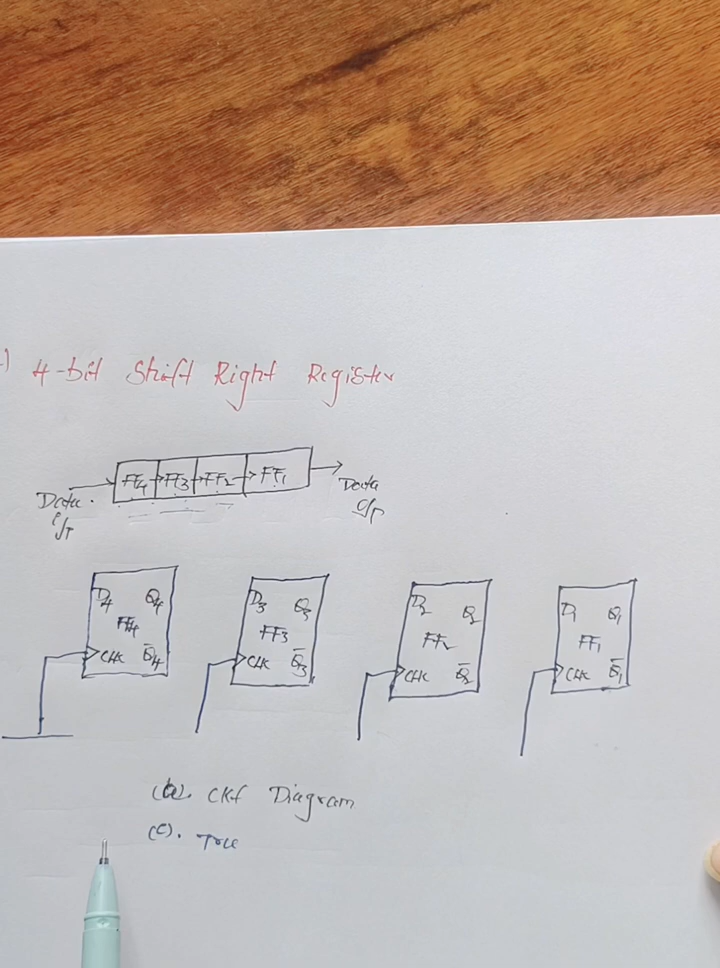 4-bit Shift Right Register
FF4 FF3 FF2 FF1
Data i/p
Data o/p
D4 Q4 D3 Q3 D2 Q2 D1 Q1
FF4 FF3 FF2 FF1
CLK Q̅4 CLK Q̅3 CLK Q̅2 CLK Q̅1
(b). CKt Diagram
(c).